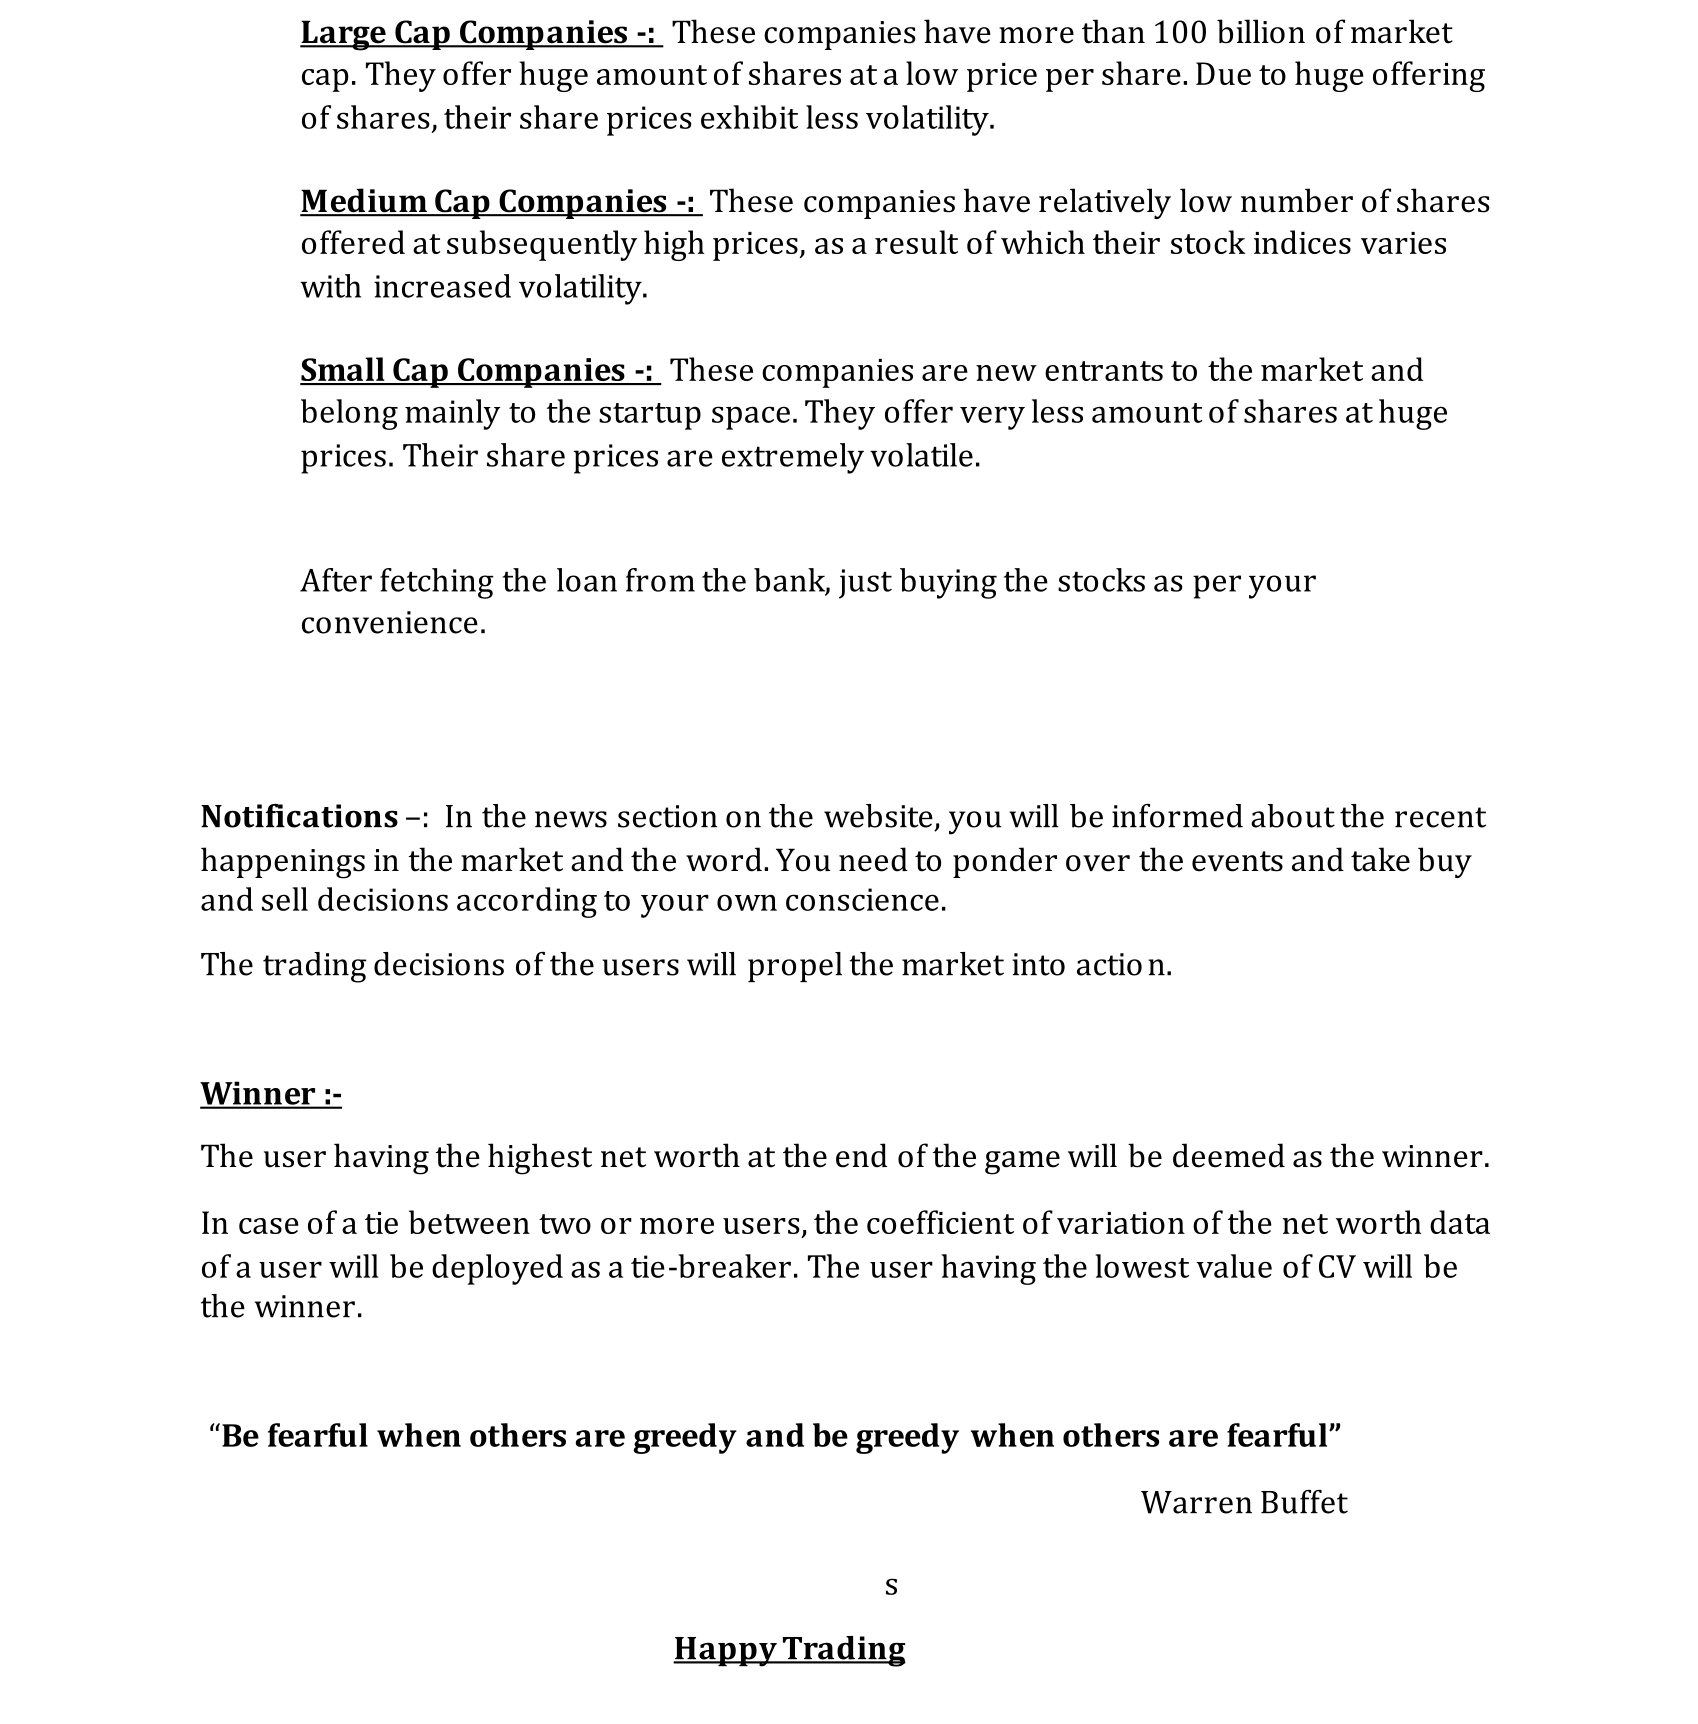 Large Cap Companies -: These companies have more than 100 billion of market
cap. They offer huge amount of shares at a low price per share. Due to huge offering
of shares, their share prices exhibit less volatility.
Medium Cap Companies -: These companies have relatively low number of shares
offered at subsequently high prices, as a result of which their stock indices varies
with increased volatility.
Small Cap Companies -: These companies are new entrants to the market and
belong mainly to the startup space. They offer very less amount of shares at huge
prices. Their share prices are extremely volatile.
After fetching the loan from the bank, just buying the stocks as per your
convenience.
Notifications –: In the news section on the website, you will be informed about the recent
happenings in the market and the word. You need to ponder over the events and take buy
and sell decisions according to your own conscience.
The trading decisions of the users will propel the market into action.
Winner :-
The user having the highest net worth at the end of the game will be deemed as the winner.
In case of a tie between two or more users, the coefficient of variation of the net worth data
of a user will be deployed as a tie-breaker. The user having the lowest value of CV will be
the winner.
“Be fearful when others are greedy and be greedy when others are fearful”
Warren Buffet
s
Happy Trading